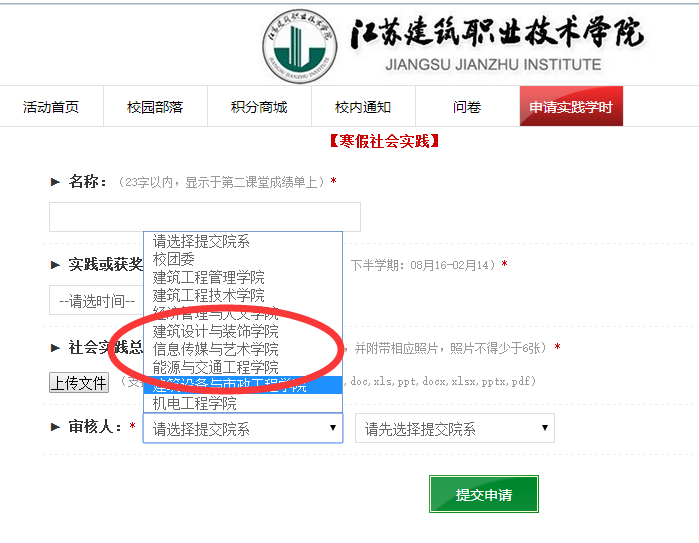 江苏建筑职业技术学院
JIANGSU JIANZHU INSTITUTE
活动首页 校园部落 积分商城 校内通知 问卷 申请实践学时
【寒假社会实践】
► 名称：（23字以内，显示于第二课堂成绩单上）*
请选择提交院系
校团委
► 实践或获奖 下半学期：08月16-02月14）*
建筑工程管理学院
建筑工程技术学院
--请选时间--
经济管理与人文学院
建筑设计与装饰学院
► 社会实践总 信息传媒与艺术学院 ，并附带相应照片，照片不得少于6张）*
能源与交通工程学院
上传文件 建筑设备与市政工程学院 ,doc,xls,ppt,docx,xlsx,pptx,pdf)
机电工程学院
► 审核人：* 请选择提交院系 请先选择提交院系
提交申请